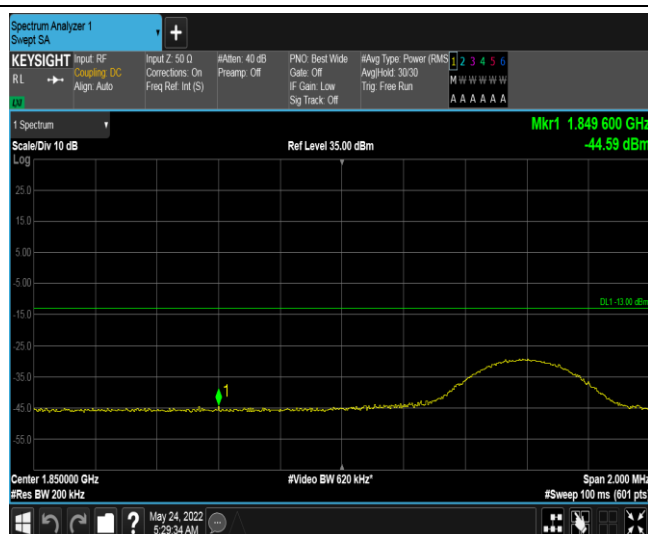 Spectrum Analyzer 1
Swept SA
+
KEYSIGHT
RL
LXI
Input: RF
Coupling: DC
Align: Auto
Input Z: 50 Ω
Corrections: On
Freq Ref: Int (S)
#Atten: 40 dB
Preamp: Off
PNO: Best Wide
Gate: Off
IF Gain: Low
Sig Track: Off
#Avg Type: Power (RMS
Avg|Hold: 30/30
Trig: Free Run
1 2 3 4 5 6
M W W W W W
A A A A A A
1 Spectrum
Mkr1 1.849 600 GHz
Scale/Div 10 dB
Ref Level 35.00 dBm
-44.59 dBm
Log
25.0
15.0
5.00
-5.00
DL1 -13.00 dBm
-15.0
-25.0
-35.0
1
-45.0
-55.0
Center 1.850000 GHz
#Video BW 620 kHz*
Span 2.000 MHz
#Res BW 200 kHz
#Sweep 100 ms (601 pts)
?
May 24, 2022
5:29:34 AM